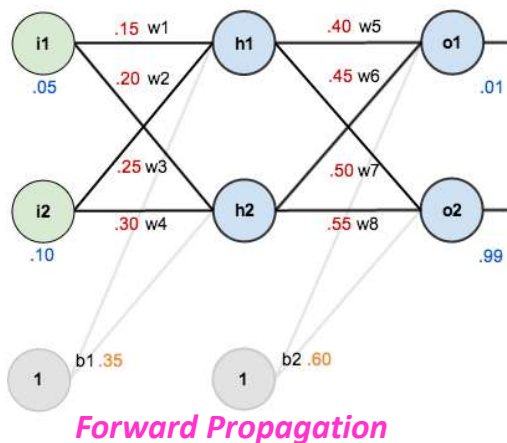 i1 .15 w1 h1 .40 w5 o1
.05 .20 w2 .45 w6 .01
.25 w3 .50 w7
i2 .30 w4 h2 .55 w8 o2
.10 .99
1 b1 .35 1 b2 .60
Forward Propagation